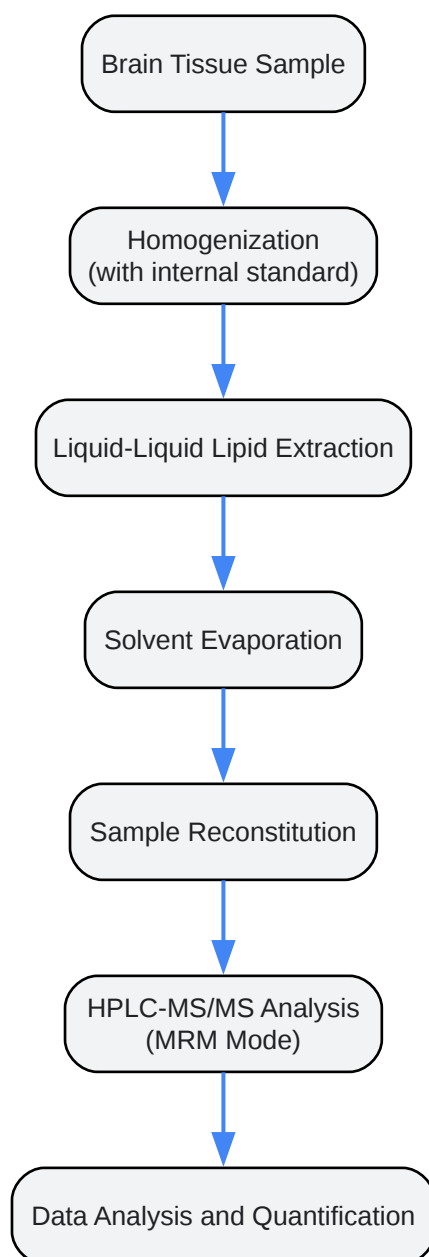 Brain Tissue Sample
Homogenization
(with internal standard)
Liquid-Liquid Lipid Extraction
Solvent Evaporation
Sample Reconstitution
HPLC-MS/MS Analysis
(MRM Mode)
Data Analysis and Quantification